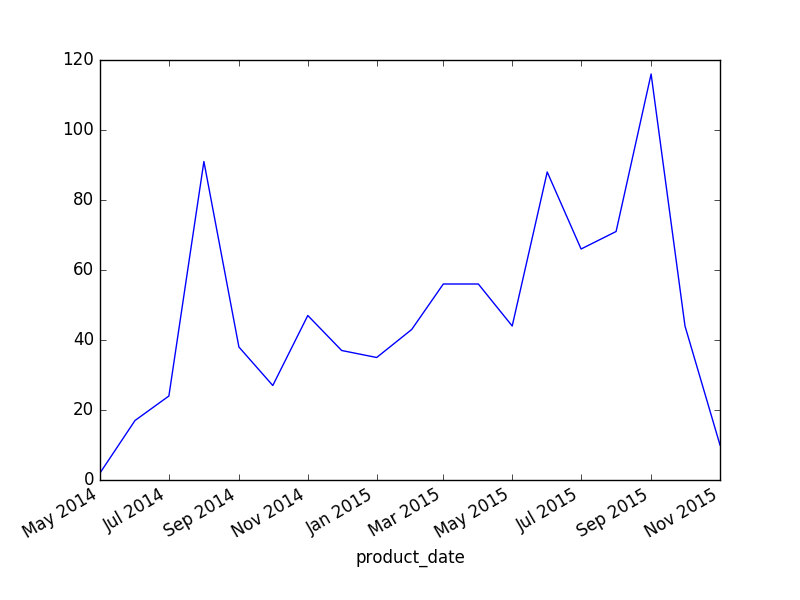 120
100
80
60
40
20
0
May 2014
Jul 2014
Sep 2014
Nov 2014
Jan 2015
Mar 2015
May 2015
Jul 2015
Sep 2015
Nov 2015
product_date